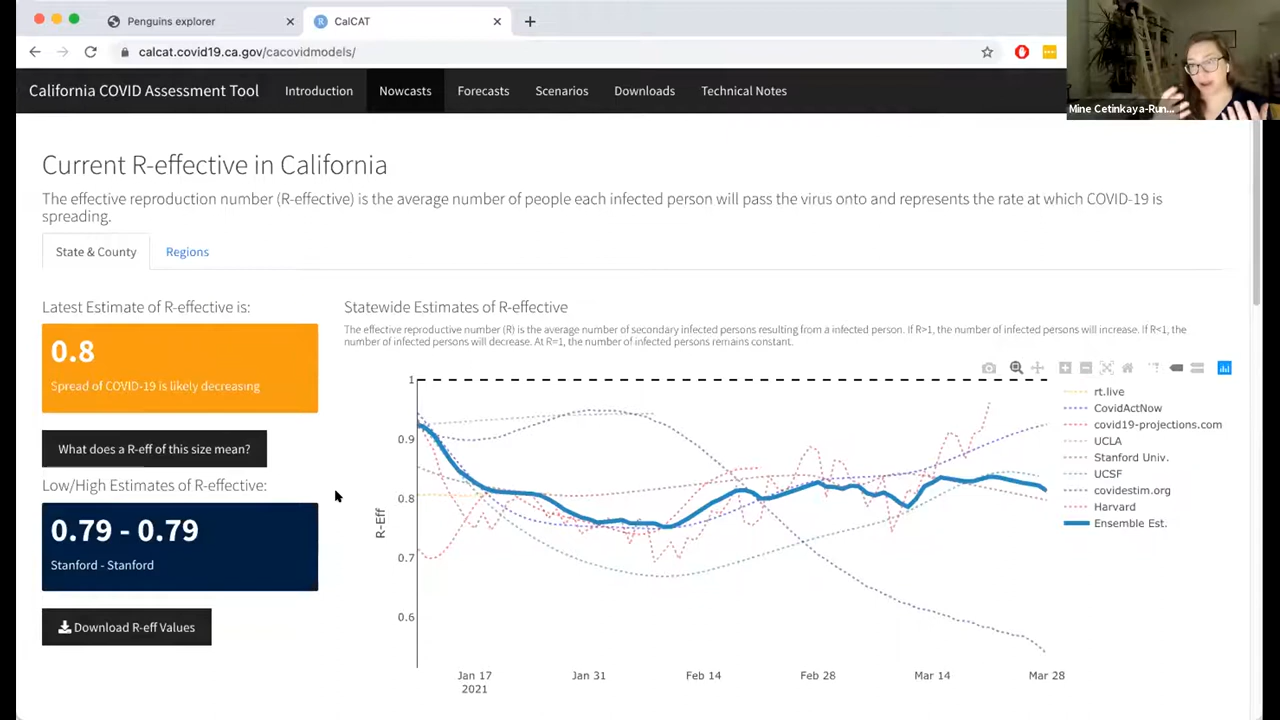 Penguins explorer
CalCAT
calcat.covid19.ca.gov/cacovidmodels/
Mine Cetinkaya-Run...
California COVID Assessment Tool
Introduction
Nowcasts
Forecasts
Scenarios
Downloads
Technical Notes
Current R-effective in California
The effective reproduction number (R-effective) is the average number of people each infected person will pass the virus onto and represents the rate at which COVID-19 is
spreading.
State & County
Regions
Latest Estimate of R-effective is:
0.8
Spread of COVID-19 is likely decreasing
What does a R-eff of this size mean?
Low/High Estimates of R-effective:
0.79 - 0.79
Stanford - Stanford
Download R-eff Values
Statewide Estimates of R-effective
The effective reproductive number (R) is the average number of secondary infected persons resulting from a infected person. If R>1, the number of infected persons will increase. If R<1, the
number of infected persons will decrease. At R=1, the number of infected persons remains constant.
1
0.9
0.8
0.7
0.6
R-Eff
Jan 17
2021
Jan 31
Feb 14
Feb 28
Mar 14
Mar 28
rt.live
CovidActNow
covid19-projections.com
UCLA
Stanford Univ.
UCSF
covidestim.org
Harvard
Ensemble Est.